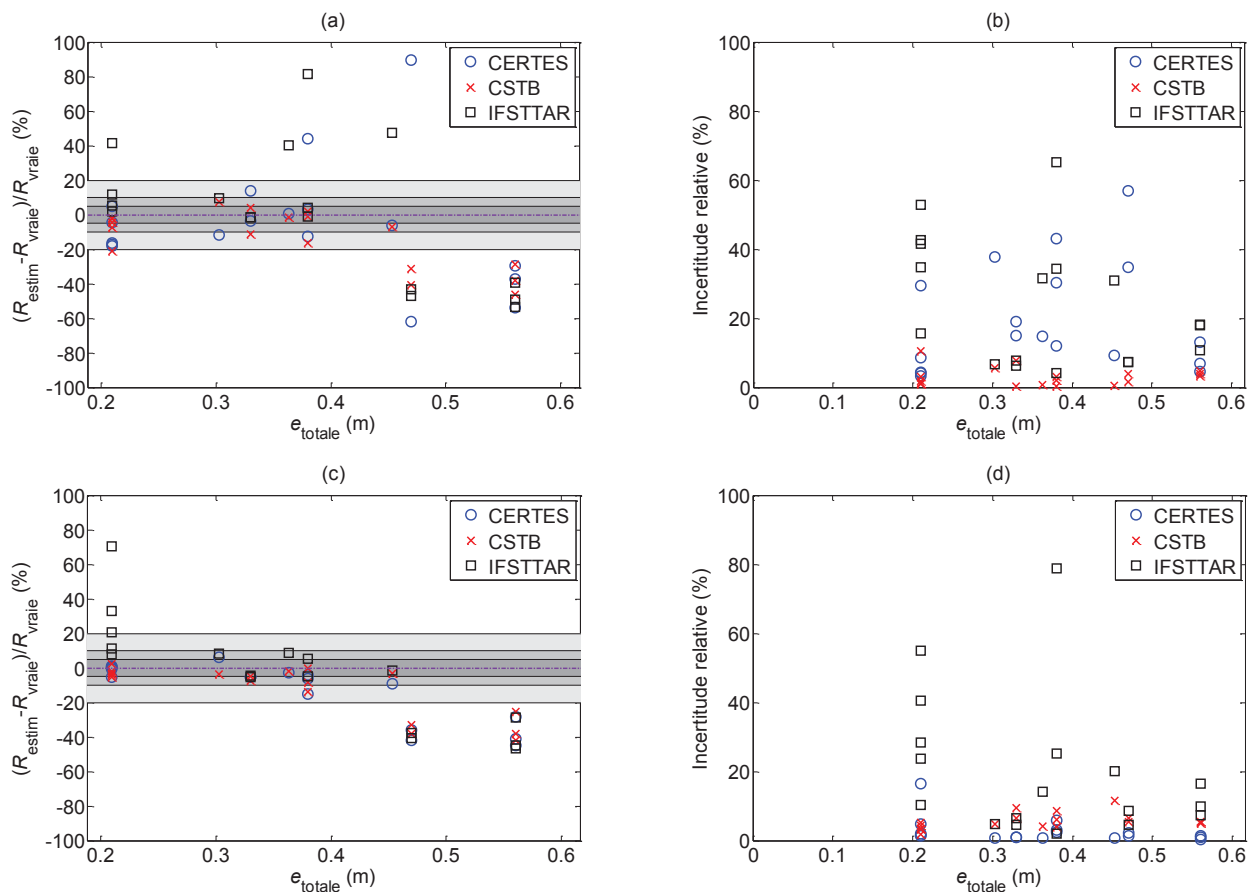 (a)
100
80
60
40
20
0
-20
-40
-60
-80
-100
0.2
0.3
0.4
0.5
0.6
e_totale (m)
(R_estim-R_vraie)/R_vraie (%)
CERTES
CSTB
IFSTTAR
(b)
100
80
60
40
20
0
0
0.1
0.2
0.3
0.4
0.5
0.6
e_totale (m)
Incertitude relative (%)
CERTES
CSTB
IFSTTAR
(c)
100
80
60
40
20
0
-20
-40
-60
-80
-100
0.2
0.3
0.4
0.5
0.6
e_totale (m)
(R_estim-R_vraie)/R_vraie (%)
CERTES
CSTB
IFSTTAR
(d)
100
80
60
40
20
0
0
0.1
0.2
0.3
0.4
0.5
0.6
e_totale (m)
Incertitude relative (%)
CERTES
CSTB
IFSTTAR